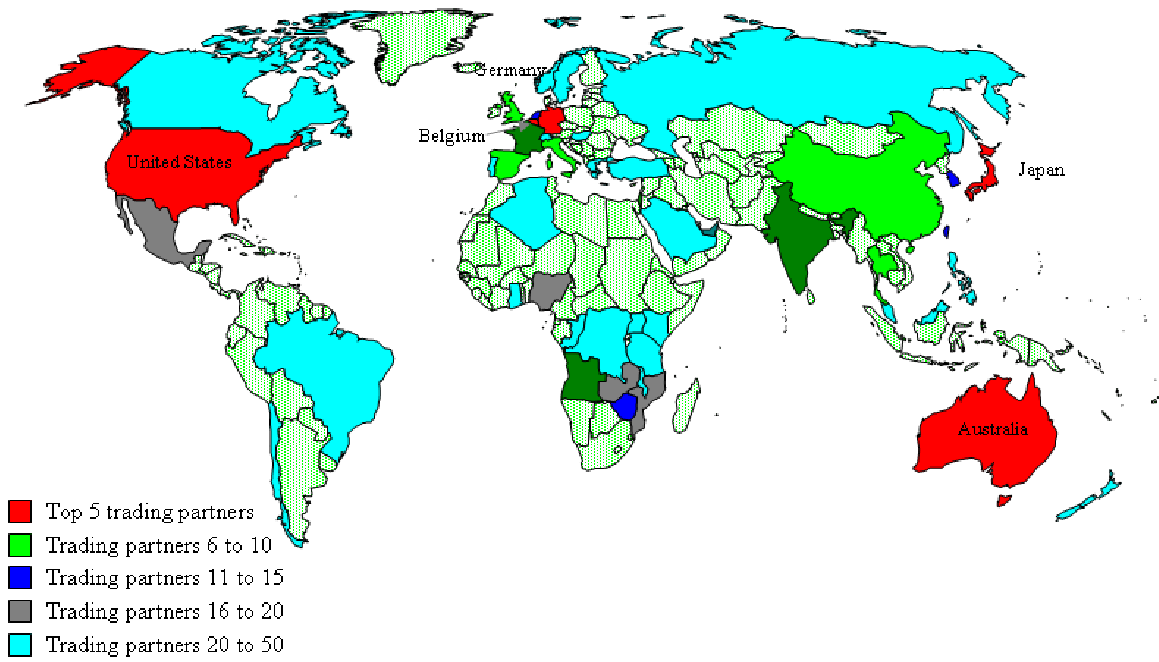 Germany
Belgium
United States
Japan
Australia
Top 5 trading partners
Trading partners 6 to 10
Trading partners 11 to 15
Trading partners 16 to 20
Trading partners 20 to 50